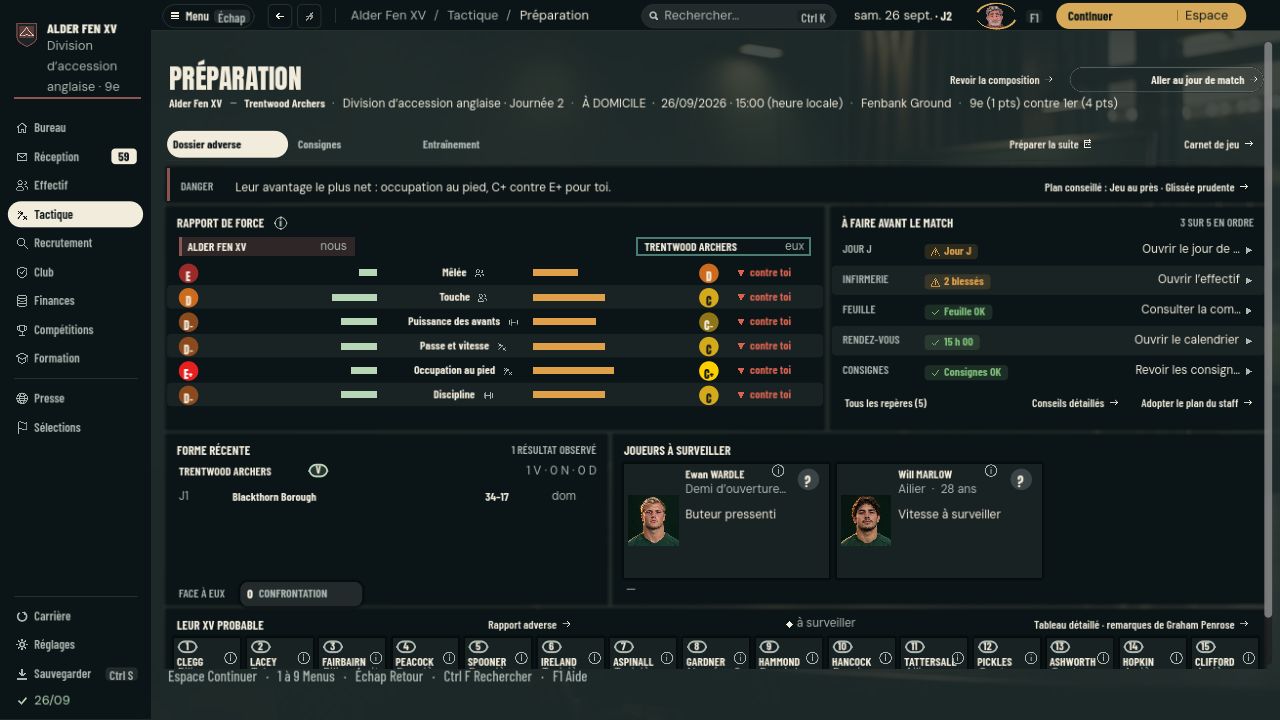 ALDER FEN XV
Division
d'accession
anglaise · 9e
Menu Échap
Alder Fen XV / Tactique / Préparation
Rechercher... Ctrl K
sam. 26 sept. · J2
F1
Continuer | Espace
Bureau
Réception 59
Effectif
Tactique
Recrutement
Club
Finances
Compétitions
Formation
Presse
Sélections
Carrière
Réglages
Sauvegarder Ctrl S
26/09
PRÉPARATION
Revoir la composition →
Aller au jour de match →
Alder Fen XV – Trentwood Archers · Division d'accession anglaise · Journée 2 · À DOMICILE · 26/09/2026 · 15:00 (heure locale) · Fenbank Ground · 9e (1 pts) contre 1er (4 pts)
Dossier adverse Consignes Entraînement Préparer la suite Carnet de jeu →
DANGER Leur avantage le plus net : occupation au pied, C+ contre E+ pour toi. Plan conseillé : Jeu au près · Glissée prudente →
RAPPORT DE FORCE
ALDER FEN XV nous TRENTWOOD ARCHERS eux
E Mêlée D contre toi
D Touche C contre toi
D- Puissance des avants C- contre toi
D- Passe et vitesse C contre toi
E+ Occupation au pied C+ contre toi
D- Discipline C contre toi
À FAIRE AVANT LE MATCH 3 SUR 5 EN ORDRE
JOUR J Jour J Ouvrir le jour de ...
INFIRMERIE 2 blessés Ouvrir l'effectif
FEUILLE Feuille OK Consulter la com...
RENDEZ-VOUS 15 h 00 Ouvrir le calendrier
CONSIGNES Consignes OK Revoir les consign...
Tous les repères (5) Conseils détaillés → Adopter le plan du staff →
FORME RÉCENTE 1 RÉSULTAT OBSERVÉ
TRENTWOOD ARCHERS V 1 V · 0 N · 0 D
J1 Blackthorn Borough 34-17 dom
FACE À EUX 0 CONFRONTATION
JOUEURS À SURVEILLER
Ewan WARDLE ?
Demi d'ouverture...
Buteur pressenti
Will MARLOW ?
Ailier · 28 ans
Vitesse à surveiller
—
LEUR XV PROBABLE Rapport adverse → ◆ à surveiller Tableau détaillé · remarques de Graham Penrose →
1 CLEGG
2 LACEY
3 FAIRBAIRN
4 PEACOCK
5 SPOONER
6 IRELAND
7 ASPINALL
8 GARDNER
9 HAMMOND
10 HANCOCK
11 TATTERSALL
12 PICKLES
13 ASHWORTH
14 HOPKIN
15 CLIFFORD
Espace Continuer · 1 à 9 Menus · Échap Retour · Ctrl F Rechercher · F1 Aide